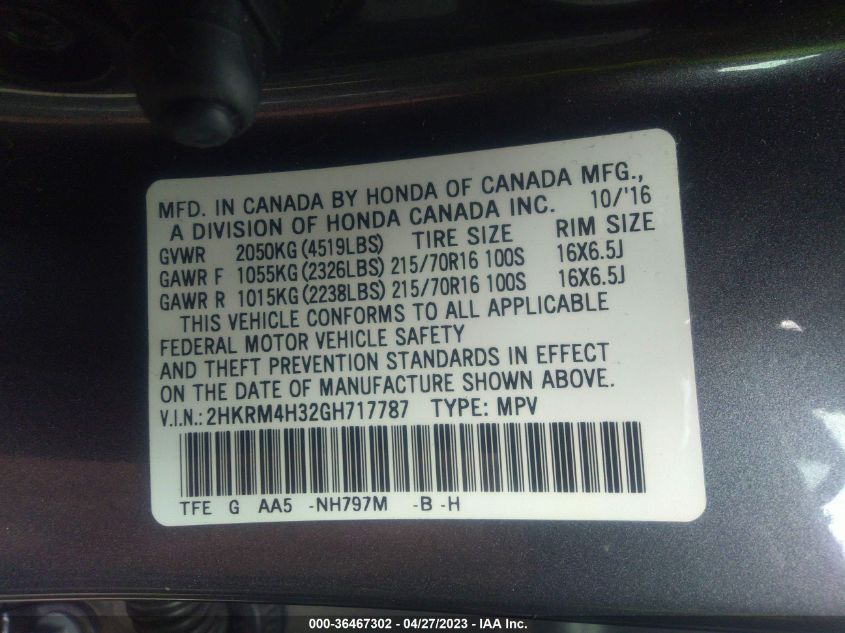 MFD. IN CANADA BY HONDA OF CANADA MFG.,
A DIVISION OF HONDA CANADA INC. 10/'16
GVWR 2050KG (4519LBS) TIRE SIZE RIM SIZE
GAWR F 1055KG (2326LBS) 215/70R16 100S 16X6.5J
GAWR R 1015KG (2238LBS) 215/70R16 100S 16X6.5J
THIS VEHICLE CONFORMS TO ALL APPLICABLE
FEDERAL MOTOR VEHICLE SAFETY
AND THEFT PREVENTION STANDARDS IN EFFECT
ON THE DATE OF MANUFACTURE SHOWN ABOVE.
V.I.N.: 2HKRM4H32GH717787 TYPE: MPV
TFE G AA5 -NH797M -B -H
000-36467302 - 04/27/2023 - IAA Inc.